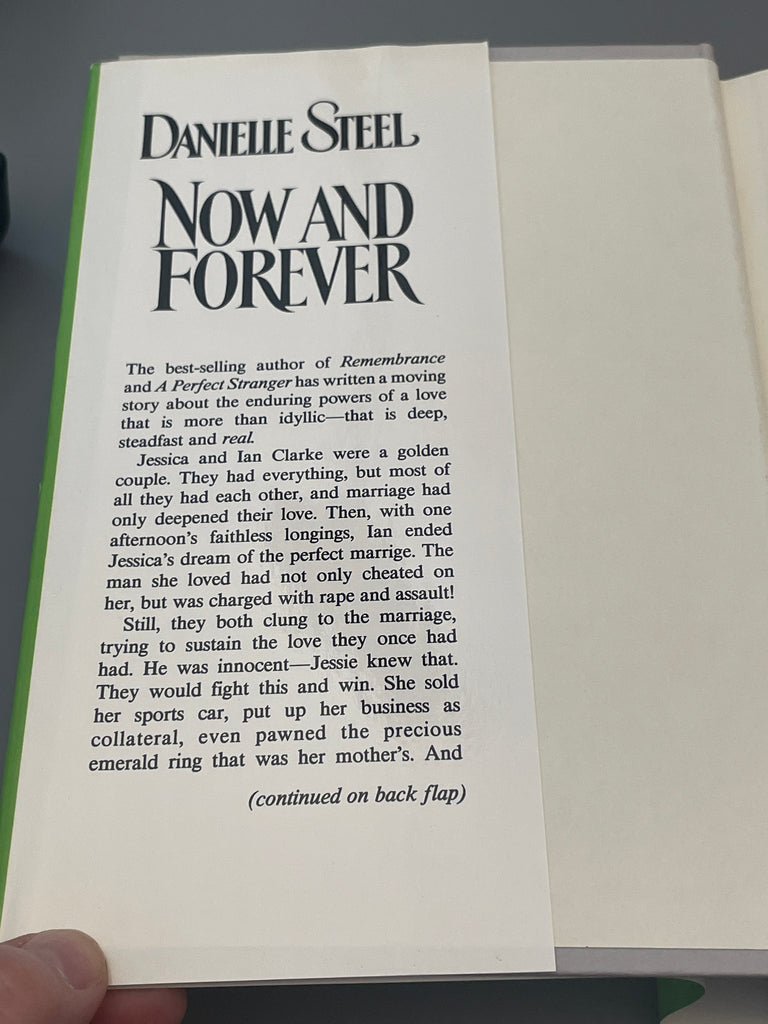 DANIELLE STEEL
NOW AND
FOREVER
The best-selling author of Remembrance
and A Perfect Stranger has written a moving
story about the enduring powers of a love
that is more than idyllic—that is deep,
steadfast and real.
Jessica and Ian Clarke were a golden
couple. They had everything, but most of
all they had each other, and marriage had
only deepened their love. Then, with one
afternoon's faithless longings, Ian ended
Jessica's dream of the perfect marrige. The
man she loved had not only cheated on
her, but was charged with rape and assault!
Still, they both clung to the marriage,
trying to sustain the love they once had
had. He was innocent—Jessie knew that.
They would fight this and win. She sold
her sports car, put up her business as
collateral, even pawned the precious
emerald ring that was her mother's. And
(continued on back flap)